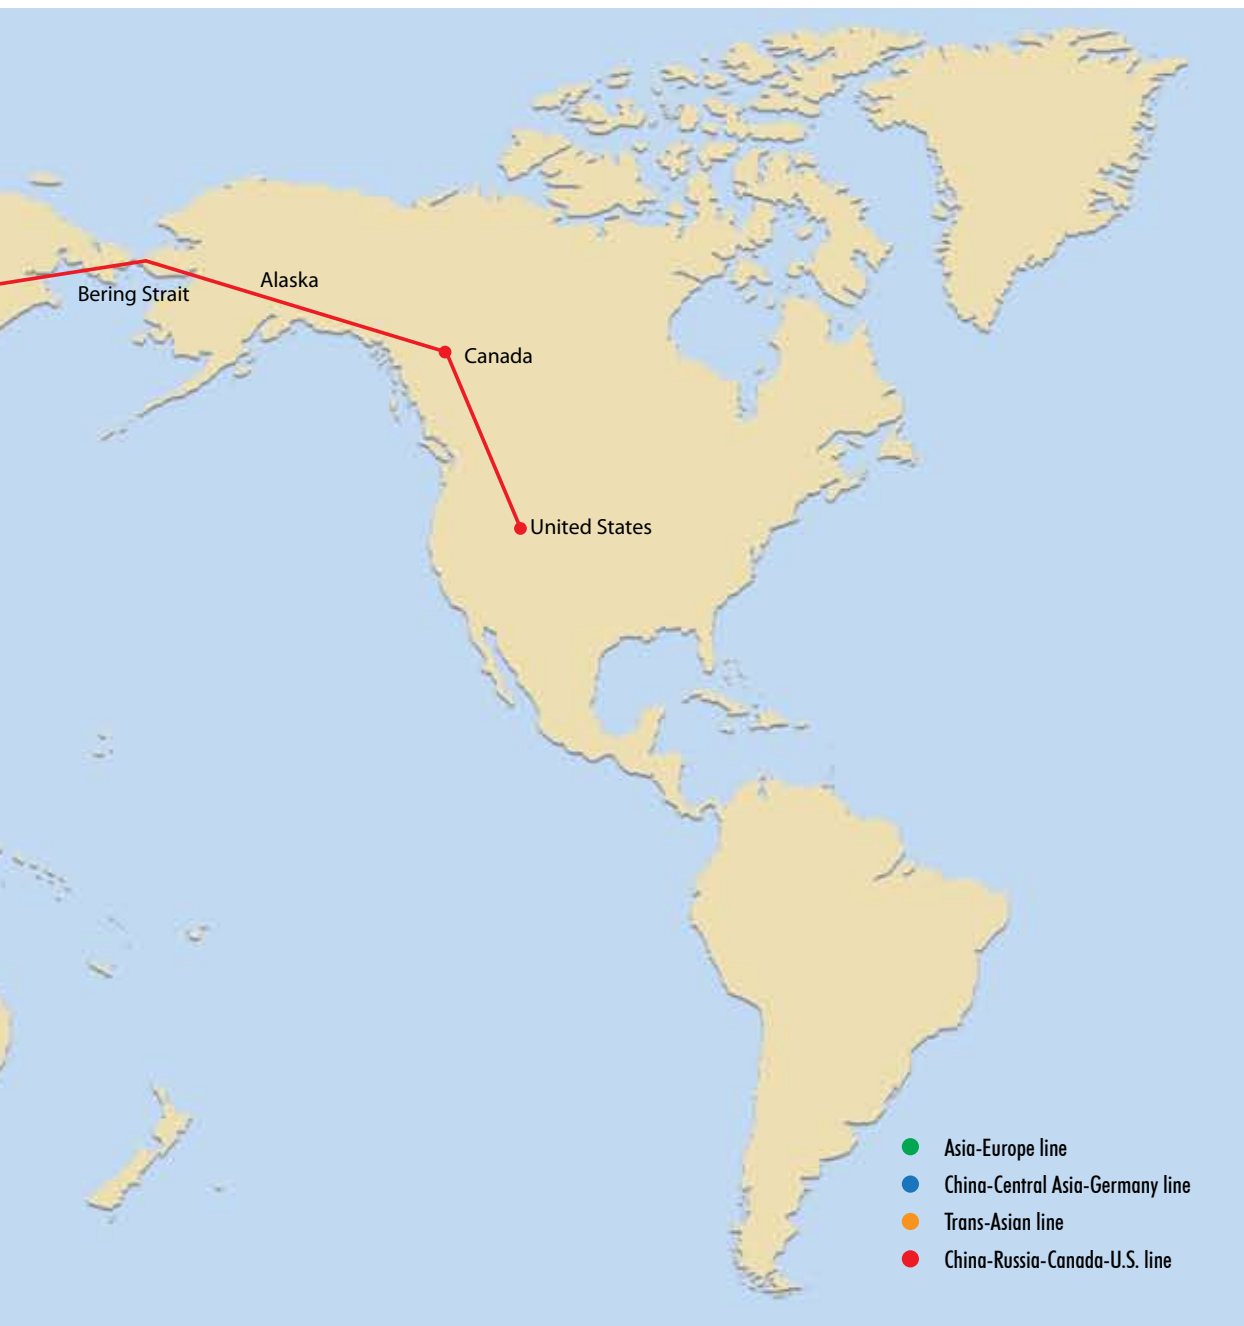 Alaska
Bering Strait
Canada
United States
Asia-Europe line
China-Central Asia-Germany line
Trans-Asian line
China-Russia-Canada-U.S. line